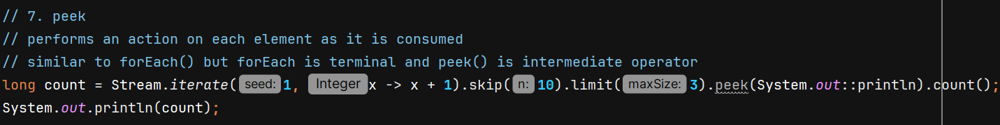 // 7. peek
// performs an action on each element as it is consumed
// similar to forEach() but forEach is terminal and peek() is intermediate operator
long count = Stream.iterate( seed: 1, Integer x -> x + 1).skip( n: 10).limit( maxSize: 3).peek(System.out::println).count();
System.out.println(count);